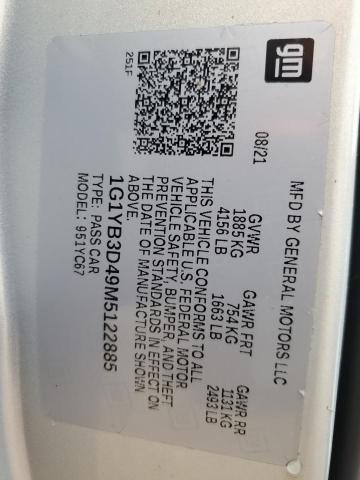 gm
MFD BY GENERAL MOTORS LLC
08/21
GVWR GAWR FRT GAWR RR
1885 KG 754 KG 1131 KG
4156 LB 1663 LB 2493 LB
THIS VEHICLE CONFORMS TO ALL
APPLICABLE U.S. FEDERAL MOTOR
VEHICLE SAFETY, BUMPER, AND THEFT
PREVENTION STANDARDS IN EFFECT ON
THE DATE OF MANUFACTURE SHOWN
ABOVE.
1G1YB3D49M5122885
TYPE: PASS CAR
MODEL: 951YC67
251F